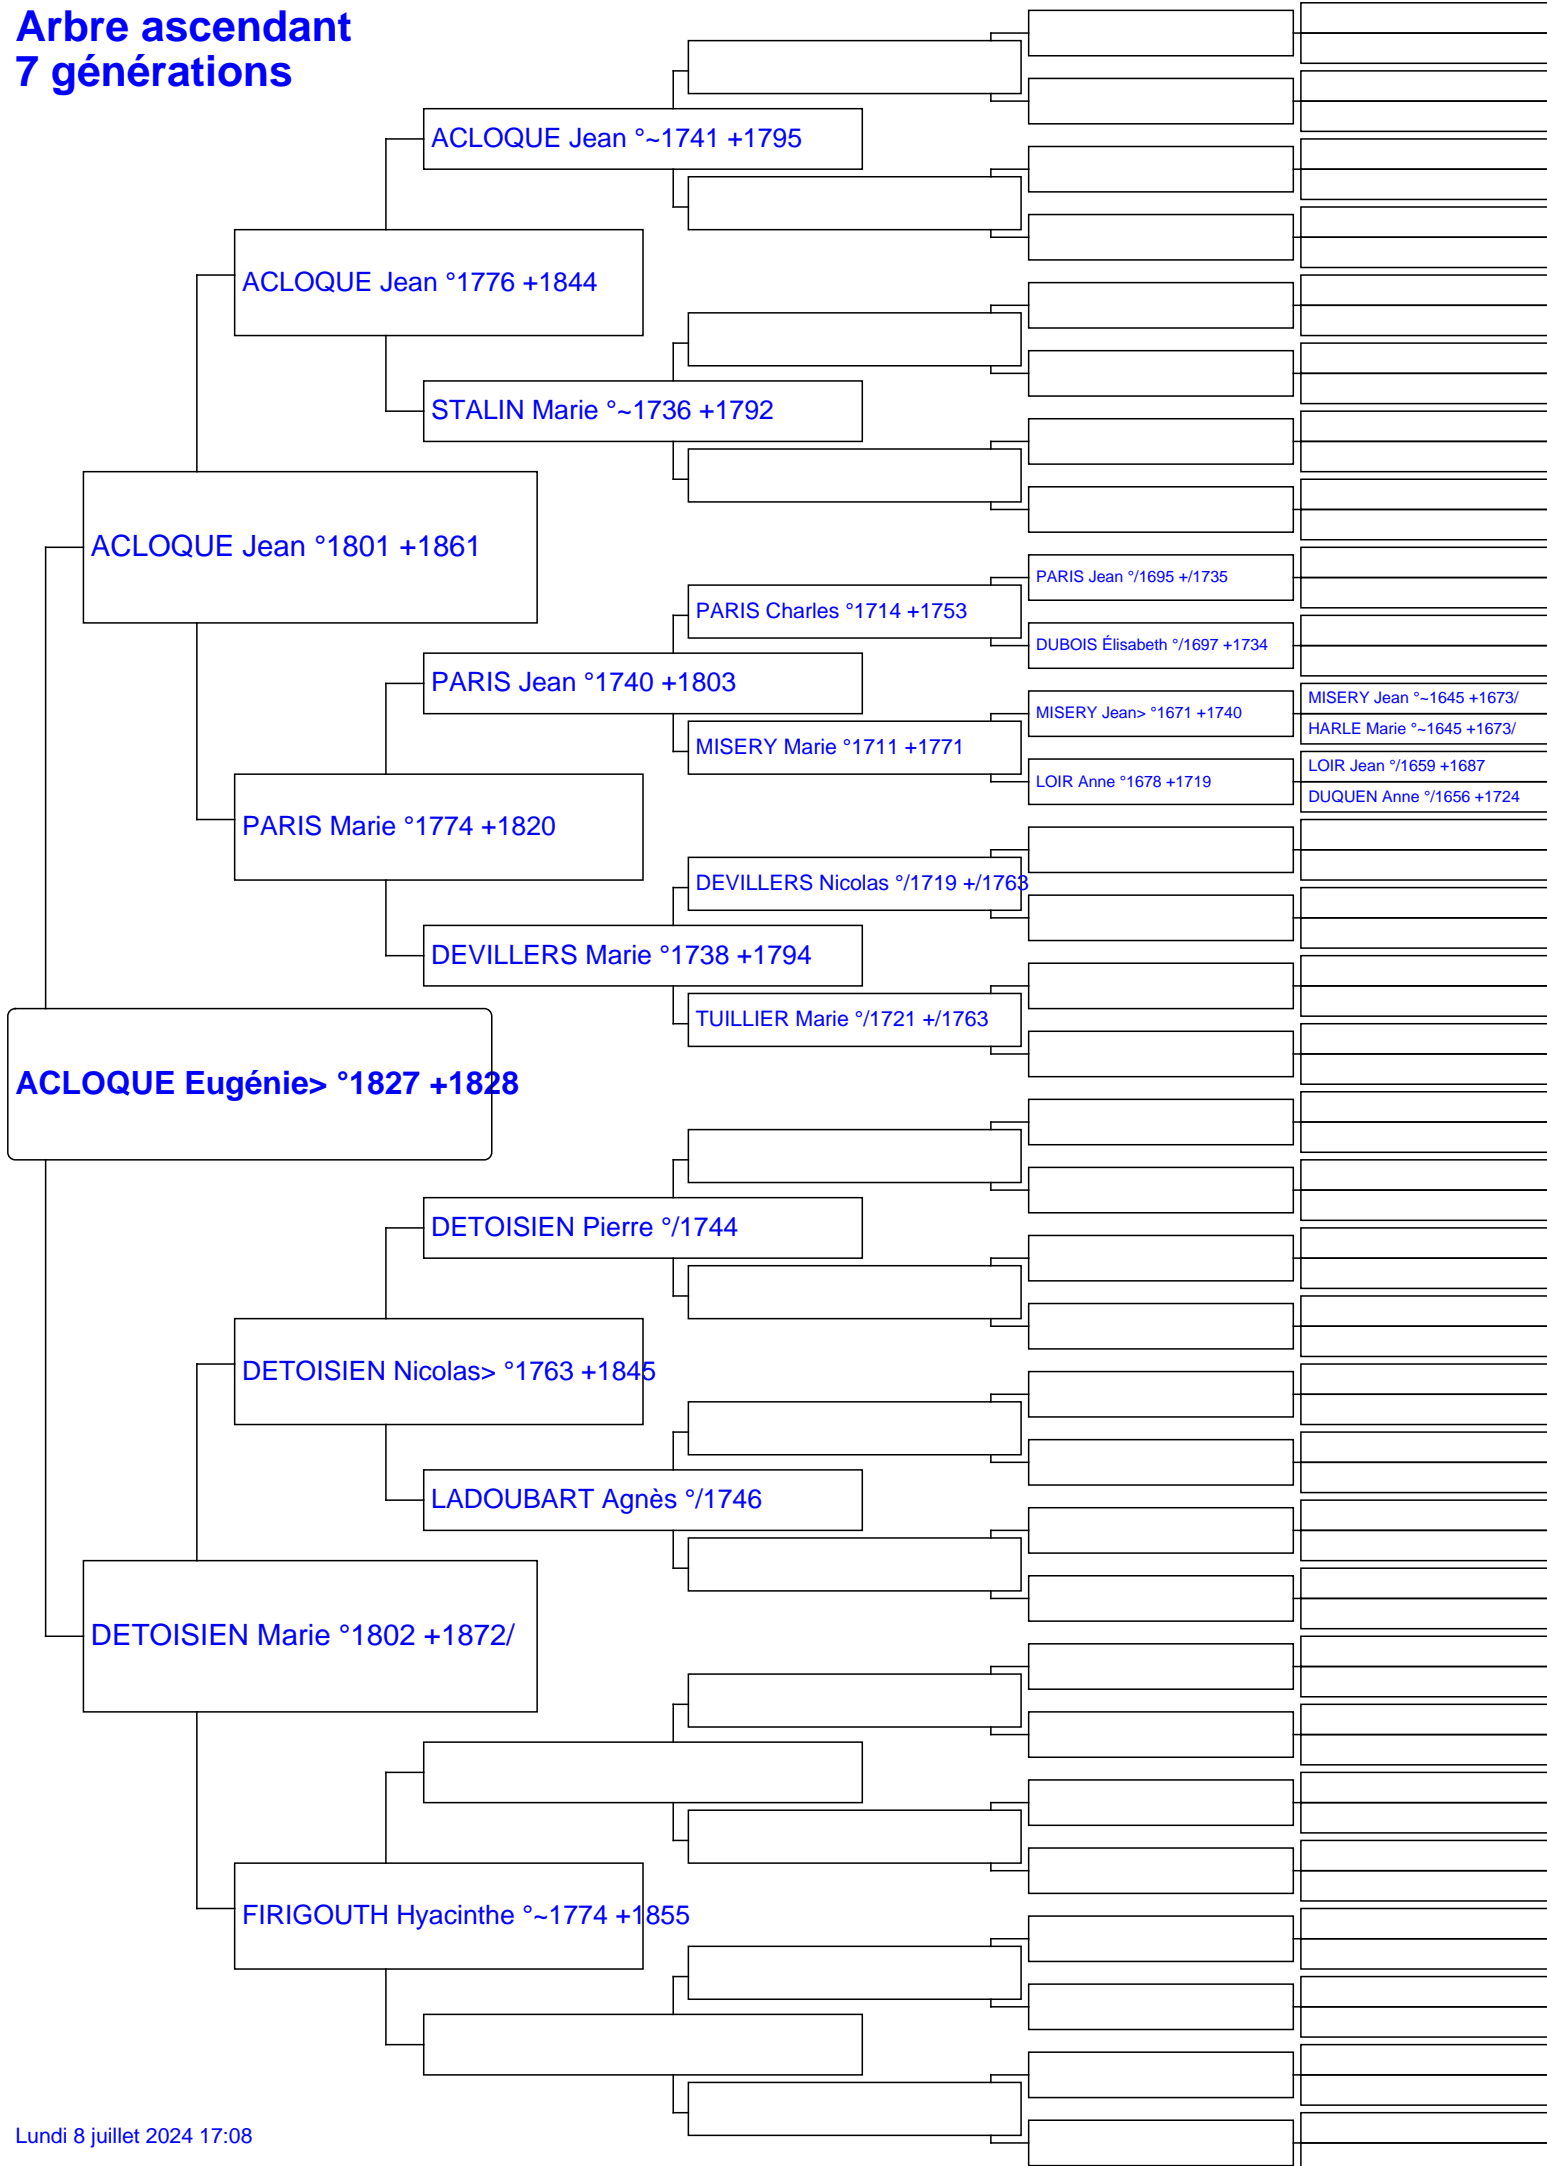 Arbre ascendant
7 générations
ACLOQUE Jean °~1741 +1795
ACLOQUE Jean °1776 +1844
STALIN Marie °~1736 +1792
ACLOQUE Jean °1801 +1861
PARIS Jean °/1695 +/1735
PARIS Charles °1714 +1753
DUBOIS Élisabeth °/1697 +1734
PARIS Jean °1740 +1803
MISERY Jean °~1645 +1673/
MISERY Jean> °1671 +1740
HARLE Marie °~1645 +1673/
MISERY Marie °1711 +1771
LOIR Jean °/1659 +1687
LOIR Anne °1678 +1719
DUQUEN Anne °/1656 +1724
PARIS Marie °1774 +1820
DEVILLERS Nicolas °/1719 +/1763
DEVILLERS Marie °1738 +1794
TUILLIER Marie °/1721 +/1763
ACLOQUE Eugénie> °1827 +1828
DETOISIEN Pierre °/1744
DETOISIEN Nicolas> °1763 +1845
LADOUBART Agnès °/1746
DETOISIEN Marie °1802 +1872/
FIRIGOUTH Hyacinthe °~1774 +1855
Lundi 8 juillet 2024 17:08